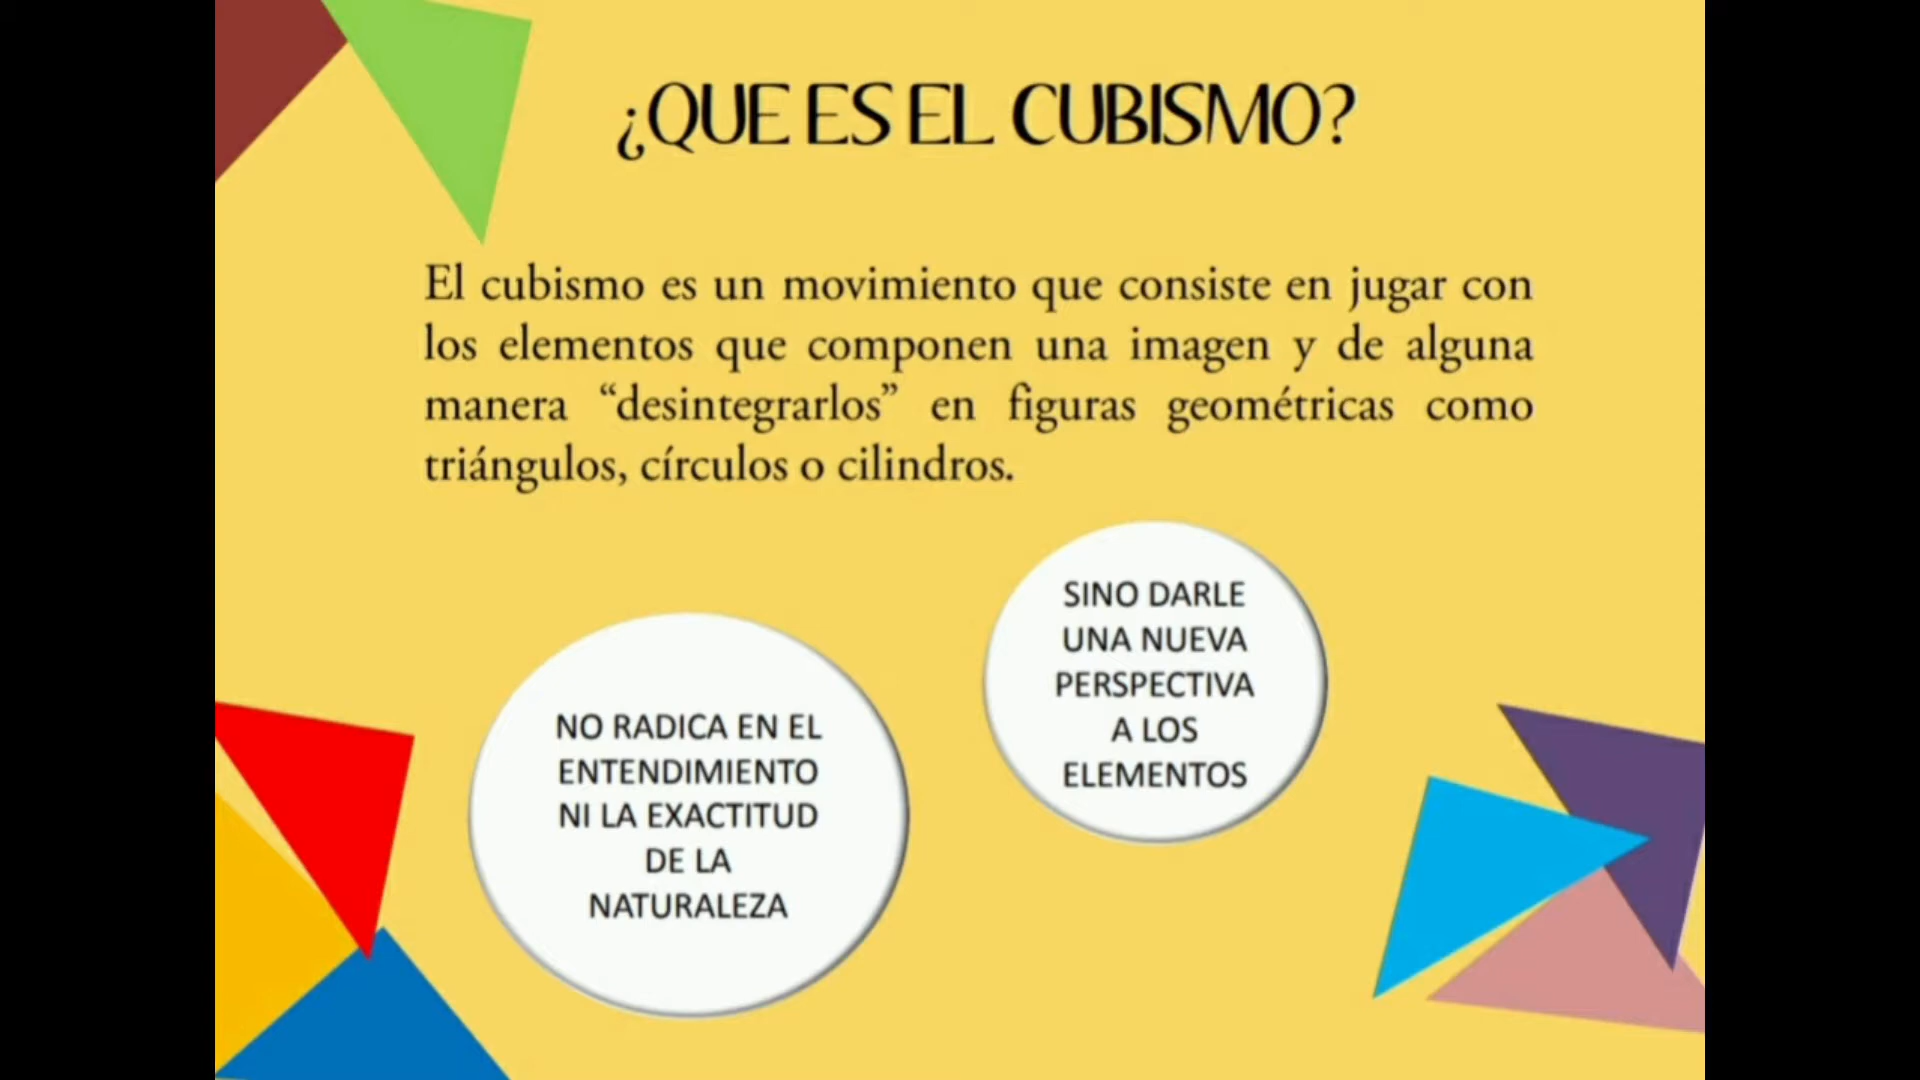 ¿QUE ES EL CUBISMO?
El cubismo es un movimiento que consiste en jugar con
los elementos que componen una imagen y de alguna
manera “desintegrarlos” en figuras geométricas como
triángulos, círculos o cilindros.
NO RADICA EN EL
ENTENDIMIENTO
NI LA EXACTITUD
DE LA
NATURALEZA
SINO DARLE
UNA NUEVA
PERSPECTIVA
A LOS
ELEMENTOS